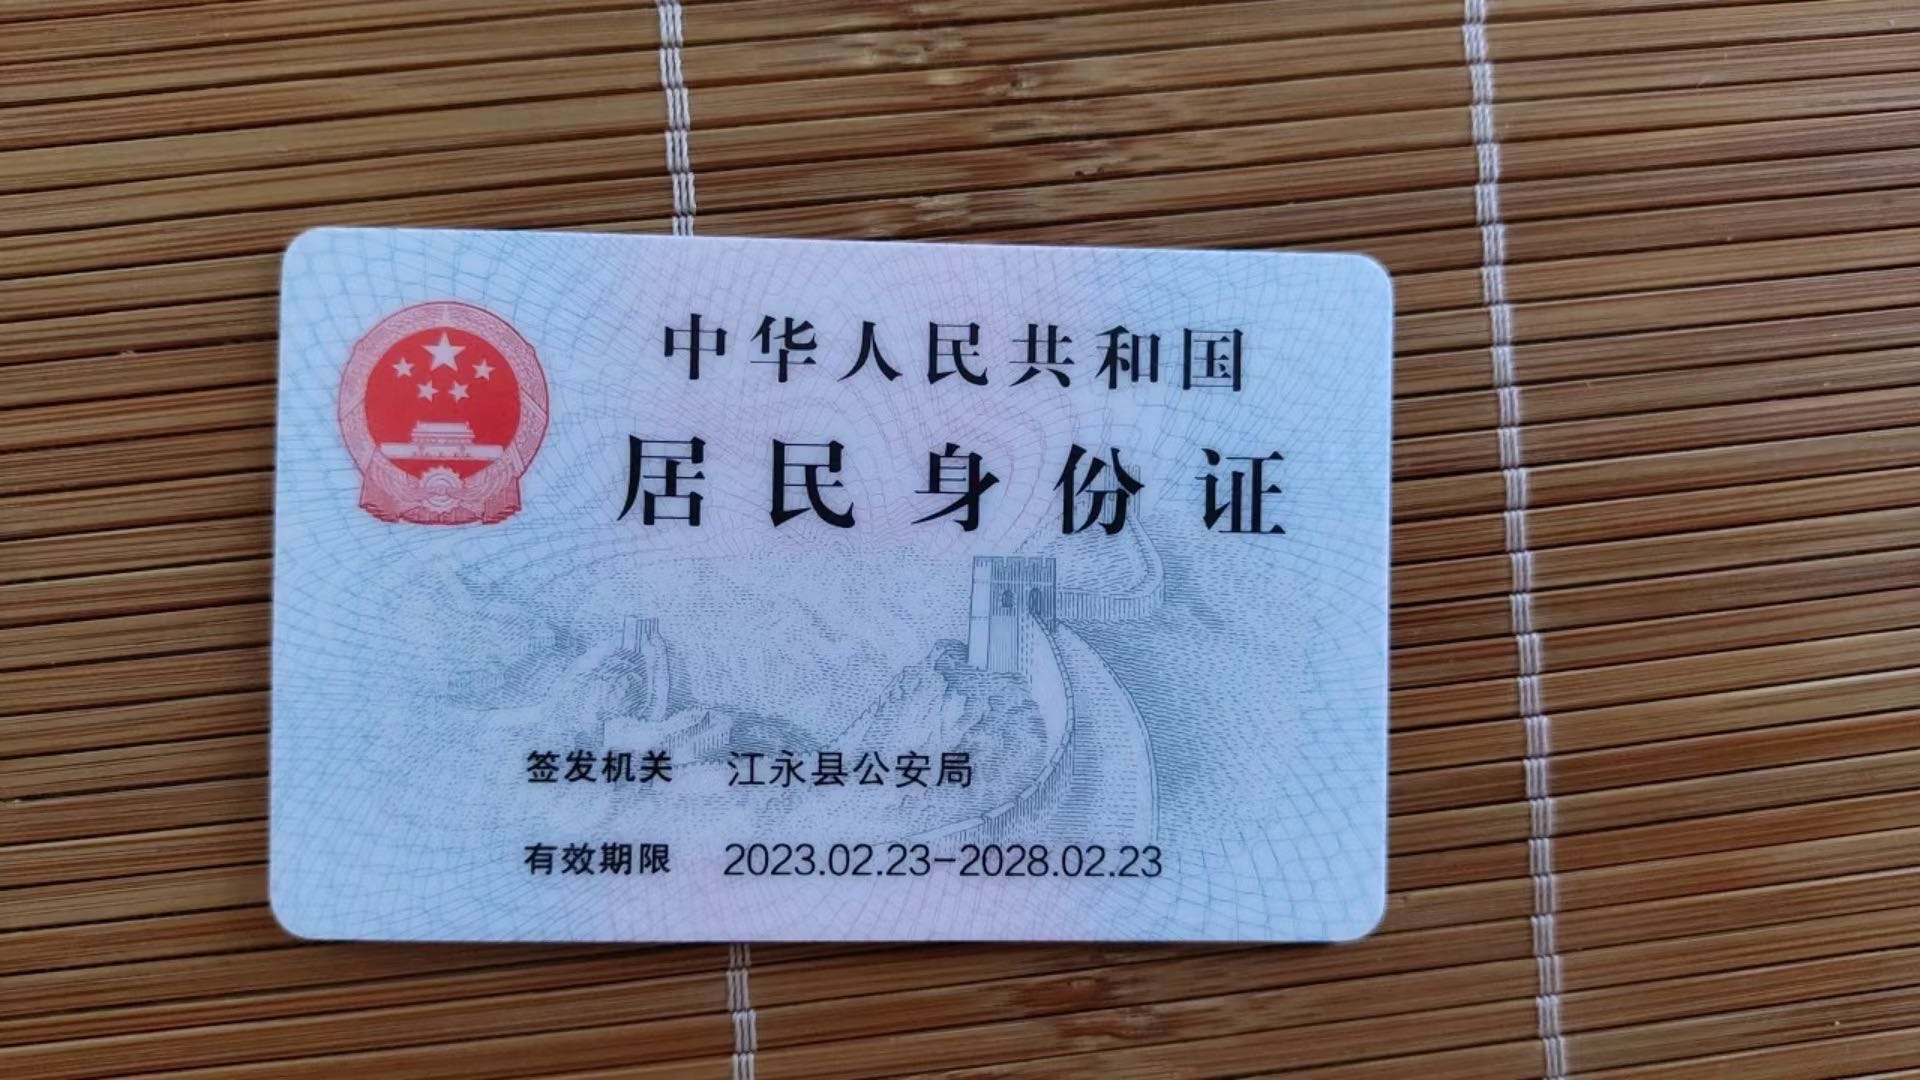 中华人民共和国
居民身份证
签发机关 江永县公安局
有效期限 2023.02.23-2028.02.23